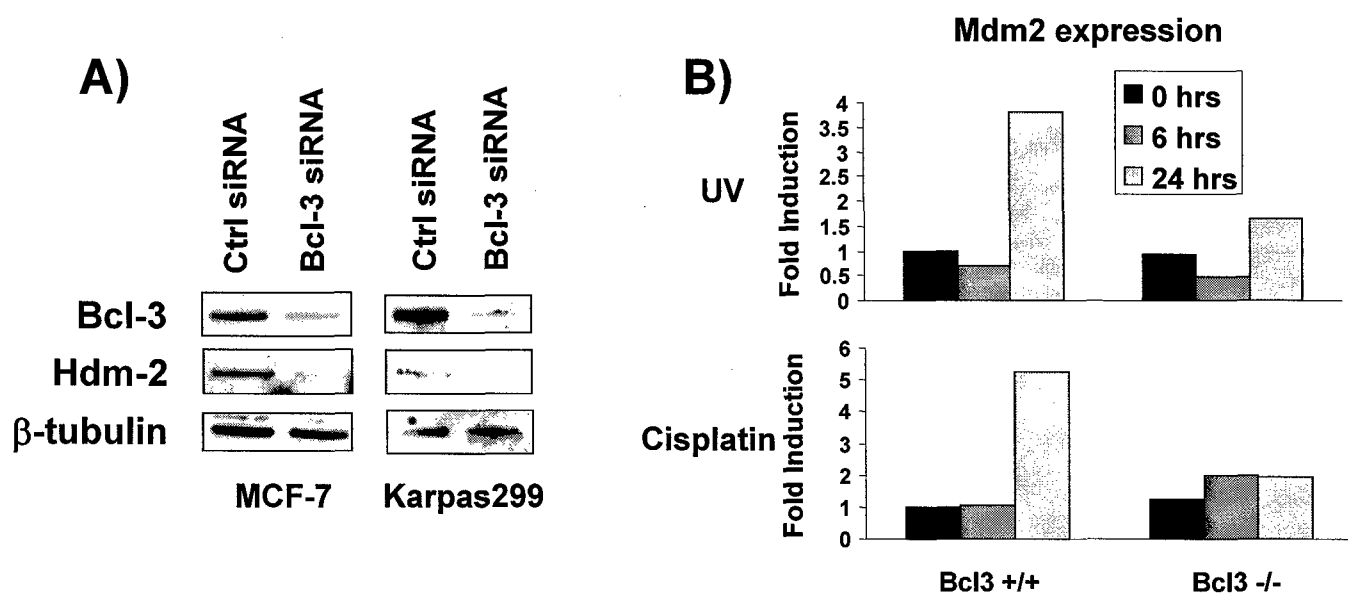 A)
Ctrl siRNA
Bcl-3 siRNA
Ctrl siRNA
Bcl-3 siRNA
Bcl-3
Hdm-2
β-tubulin
MCF-7
Karpas299
B)
Mdm2 expression
0 hrs
6 hrs
24 hrs
UV
Fold Induction
4
3.5
3
2.5
2
1.5
1
0.5
0
Cisplatin
Fold Induction
6
5
4
3
2
1
0
Bcl3 +/+
Bcl3 -/-